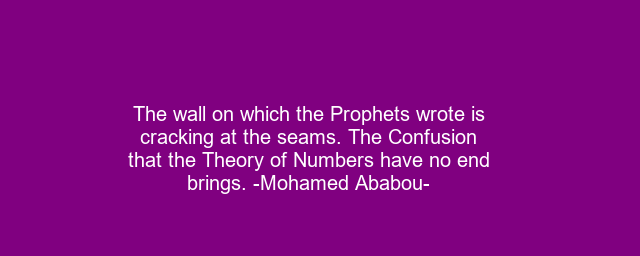 The wall on which the Prophets wrote is
cracking at the seams. The Confusion
that the Theory of Numbers have no end
brings. -Mohamed Ababou-